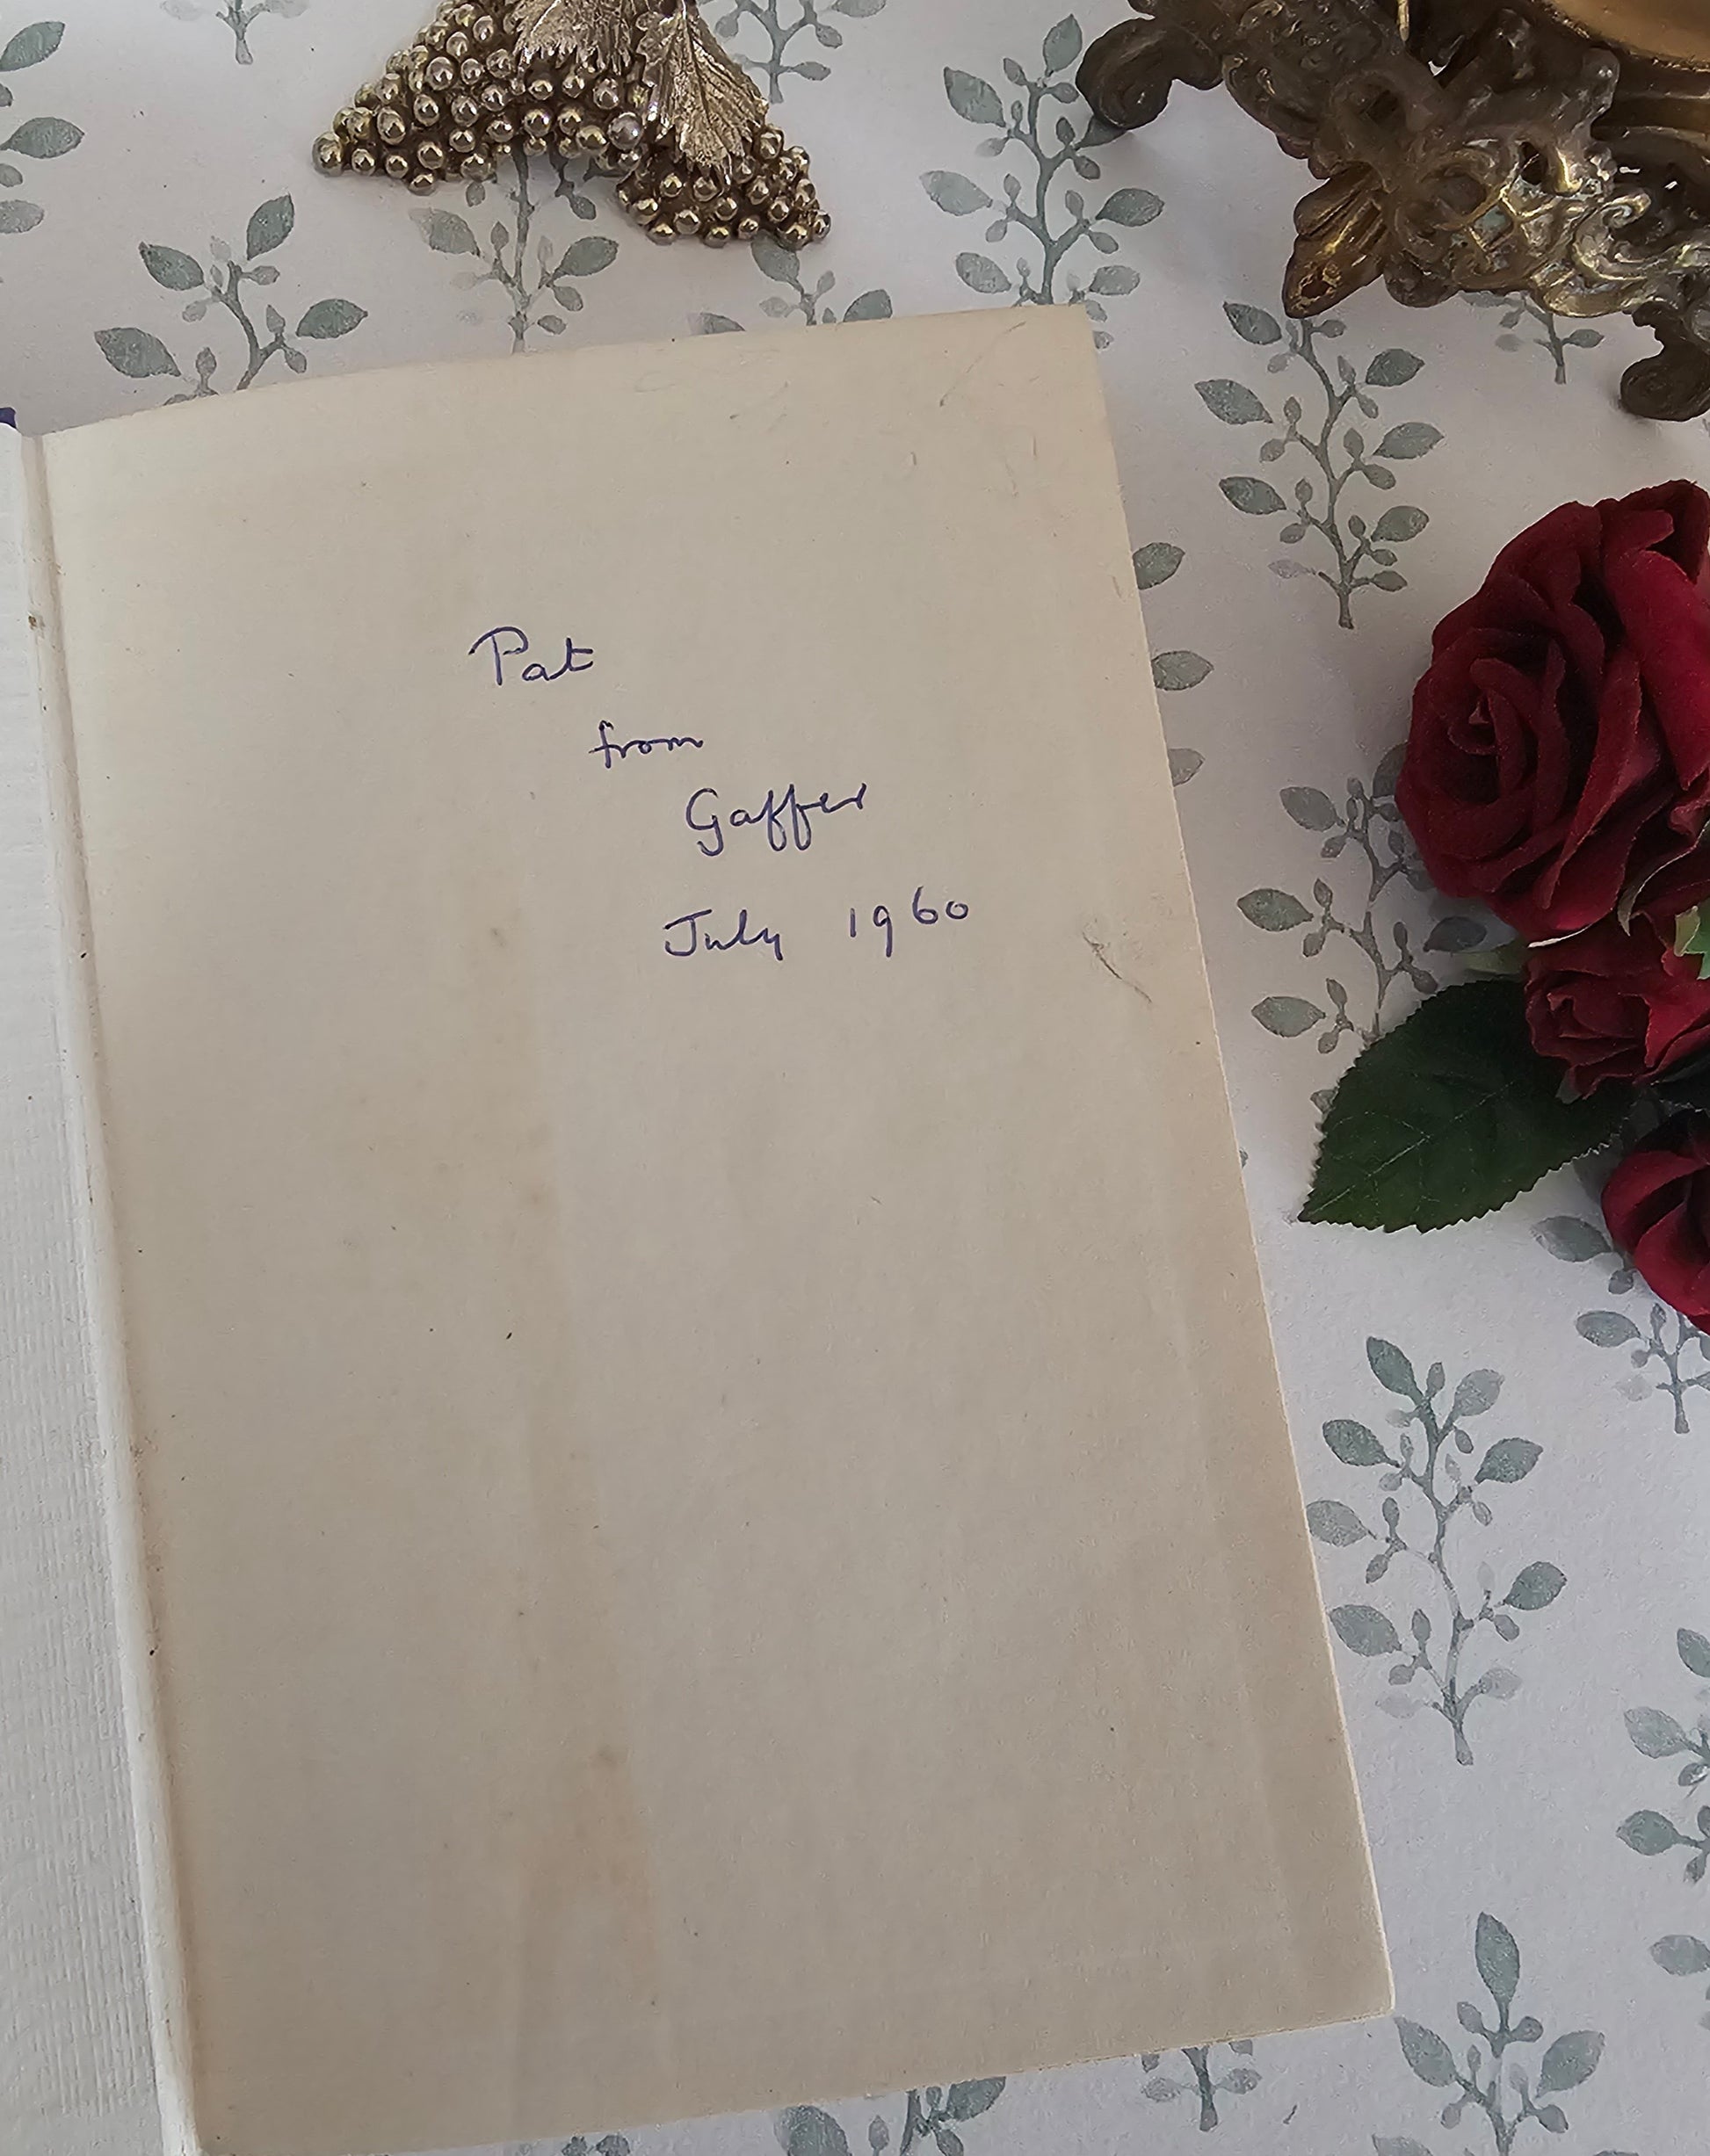 Pat
from
Gaffer
July 1960